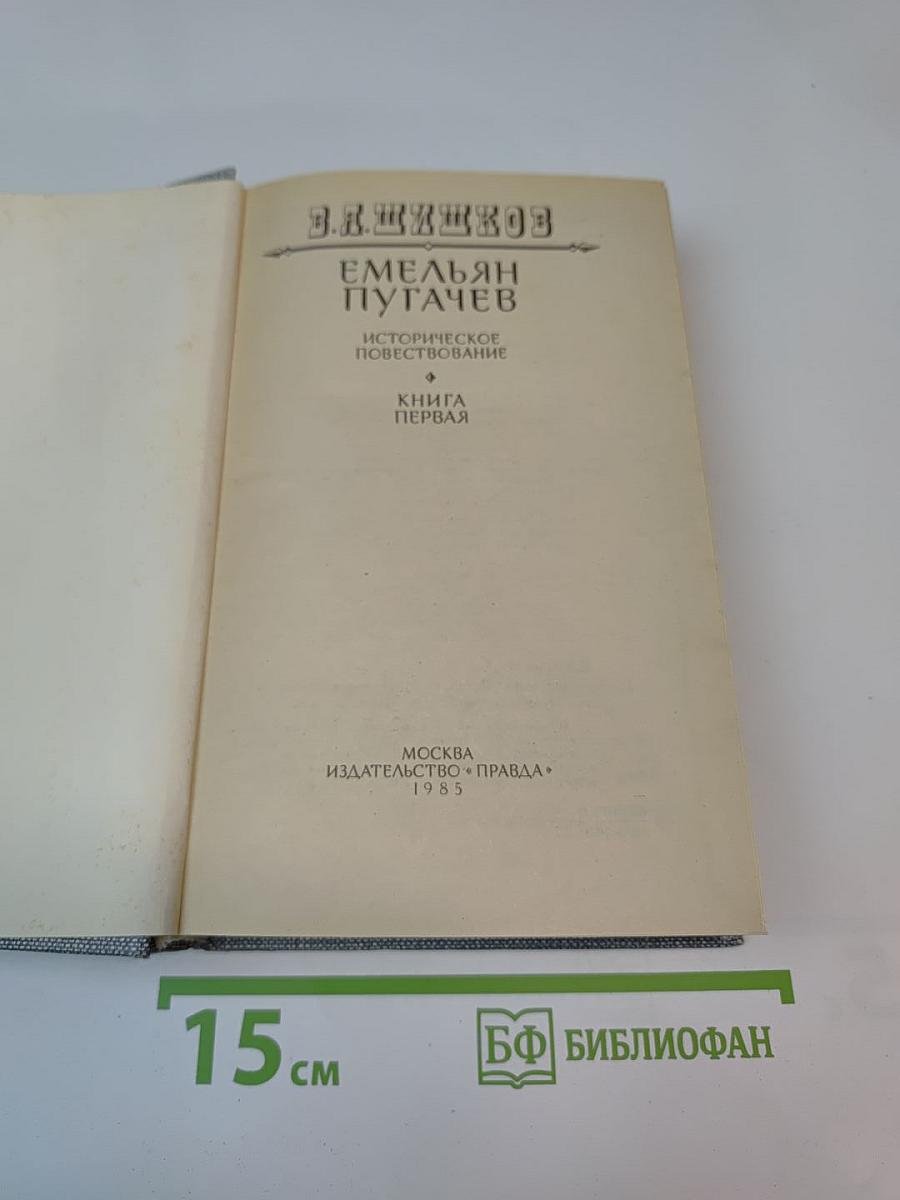 В.Я.ШИШКОВ
ЕМЕЛЬЯН
ПУГАЧЕВ
ИСТОРИЧЕСКОЕ
ПОВЕСТВОВАНИЕ
КНИГА
ПЕРВАЯ
МОСКВА
ИЗДАТЕЛЬСТВО «ПРАВДА»
1985
15 см
БФ БИБЛИОФАН